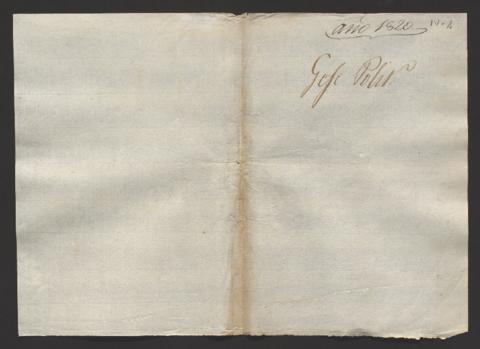 año 1820
Gefe Polit.º